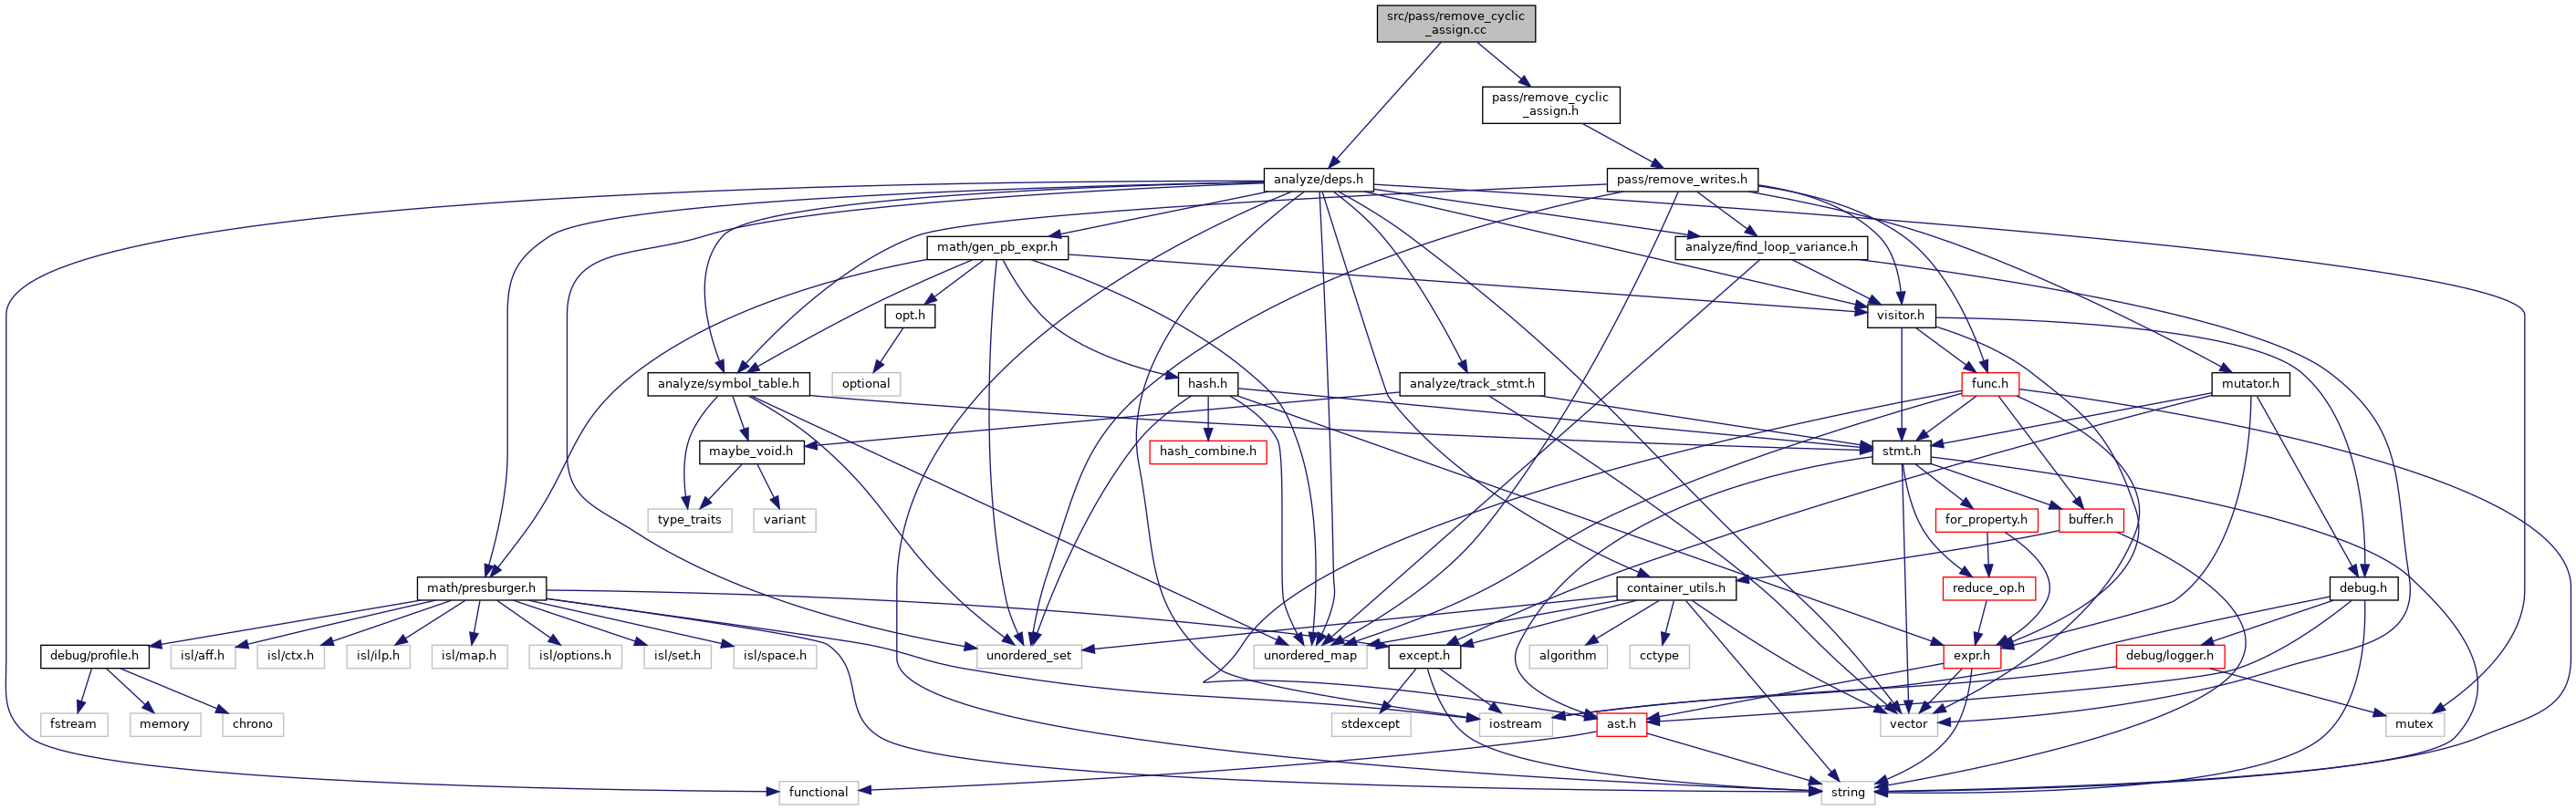 src/pass/remove_cyclic
_assign.cc
pass/remove_cyclic
_assign.h
analyze/deps.h
pass/remove_writes.h
math/gen_pb_expr.h
analyze/find_loop_variance.h
opt.h
visitor.h
analyze/symbol_table.h
optional
hash.h
analyze/track_stmt.h
func.h
mutator.h
maybe_void.h
hash_combine.h
stmt.h
type_traits
variant
for_property.h
buffer.h
math/presburger.h
container_utils.h
reduce_op.h
debug.h
debug/profile.h
isl/aff.h
isl/ctx.h
isl/ilp.h
isl/map.h
isl/options.h
isl/set.h
isl/space.h
unordered_set
unordered_map
except.h
algorithm
cctype
expr.h
debug/logger.h
fstream
memory
chrono
stdexcept
iostream
ast.h
vector
mutex
functional
string